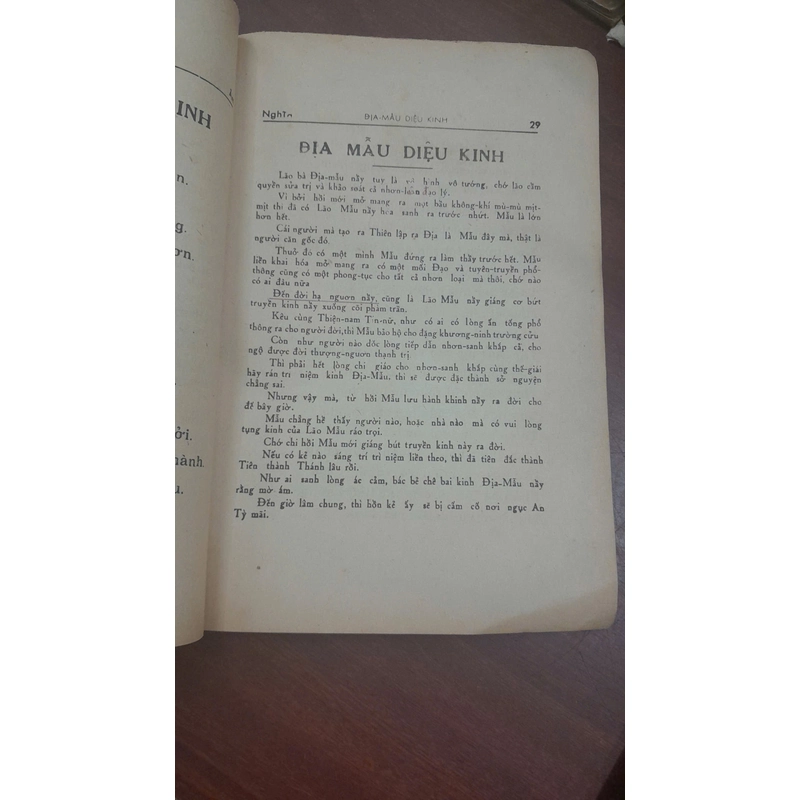 INH
n.
g.
ơn.
ởi.
hành.
u.
Nghĩn ĐỊA-MẪU DIỆU KINH 29
ĐỊA MẪU DIỆU KINH
Lão bà Địa-mẫu nầy tuy là vô hình vô tướng, chớ lão cầm
quyền sửa trị và khảo soát cả nhơn-loân đạo lý.
Vì bởi hồi mới mở mang ra một bầu không-khí mù-mù mịt-
mịt thì đã có Lão Mẫu nầy hóa sanh ra trước nhứt. Mẫu là lớn
hơn hết.
Cái người mà tạo ra Thiên lập ra Địa là Mẫu đây mà, thật là
người căn gốc đó.
Thuở đó có một mình Mẫu đứng ra làm thầy trước hết. Mẫu
liền khai hóa mở mang ra có một mối Đạo và tuyên-truyền phổ-
thông cũng có một phong-tục cho tất cả nhơn loại mà thôi, chớ nào
có ai đâu nữa
Đến đời hạ nguơn nầy, cũng là Lão Mẫu nầy giáng cơ bút
truyền kinh nầy xuống cõi phàm trần.
Kêu cùng Thiện-nam Tín-nữ, như có ai có lòng ấn tống phổ
thông ra cho người đời, thì Mẫu bảo hộ cho đặng khương-ninh trường cửu
Còn như người nào dốc lòng tiếp dẫn nhơn-sanh khắp cả, cho
ngộ được đời thượng-nguơn thạnh trị
Thì phải hết lòng chỉ giáo cho nhơn-sanh khắp cùng thế-giái
hãy rán trì niệm kinh Địa-Mẫu, thì sẽ được đặc thành sở nguyện
chẳng sai.
Nhưng vậy mà, từ hồi Mẫu lưu hành khinh nầy ra đời cho
đế bây giờ.
Mẫu chẳng hề thấy người nào, hoặc nhà nào mà có vui lòng
tụng kinh của Lão Mẫu ráo trọi.
Chớ chi hồi Mẫu mới giáng bút truyền kinh này ra đời.
Nếu có kẻ nào sáng trí trì niệm liền theo, thì đã tiên đắc thành
Tiên thành Thánh lâu rồi.
Như ai sanh lòng ác cảm, bác bẻ chê bai kinh Địa-Mẫu nầy
rằng mờ ám.
Đến giờ lâm chung, thì hồn kẻ ấy sẽ bị cầm cố nơi ngục An
Tỳ mãi.